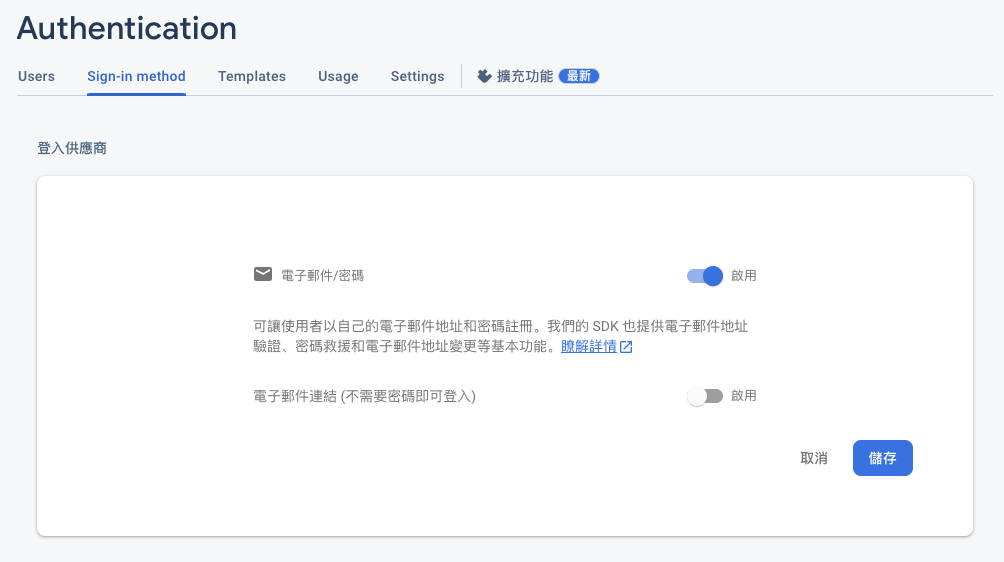 Authentication
Users Sign-in method Templates Usage Settings 擴充功能 最新
登入供應商
電子郵件/密碼 啟用
可讓使用者以自己的電子郵件地址和密碼註冊。我們的 SDK 也提供電子郵件地址
驗證、密碼救援和電子郵件地址變更等基本功能。瞭解詳情
電子郵件連結 (不需要密碼即可登入) 啟用
取消 儲存